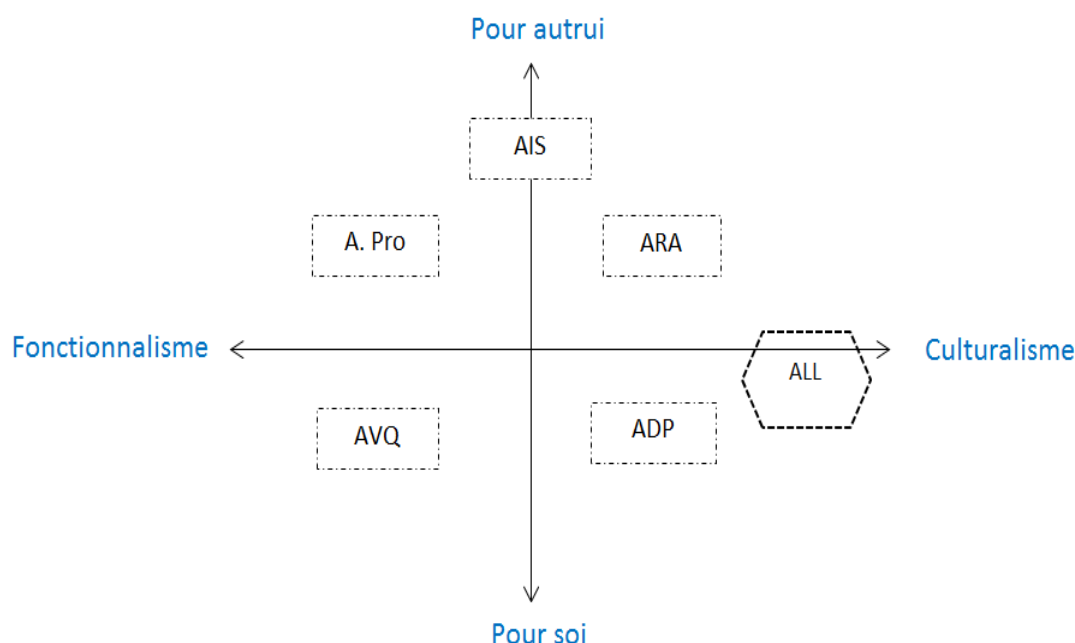 Pour autrui
AIS
A. Pro
ARA
Fonctionnalisme
Culturalisme
ALL
AVQ
ADP
Pour soi